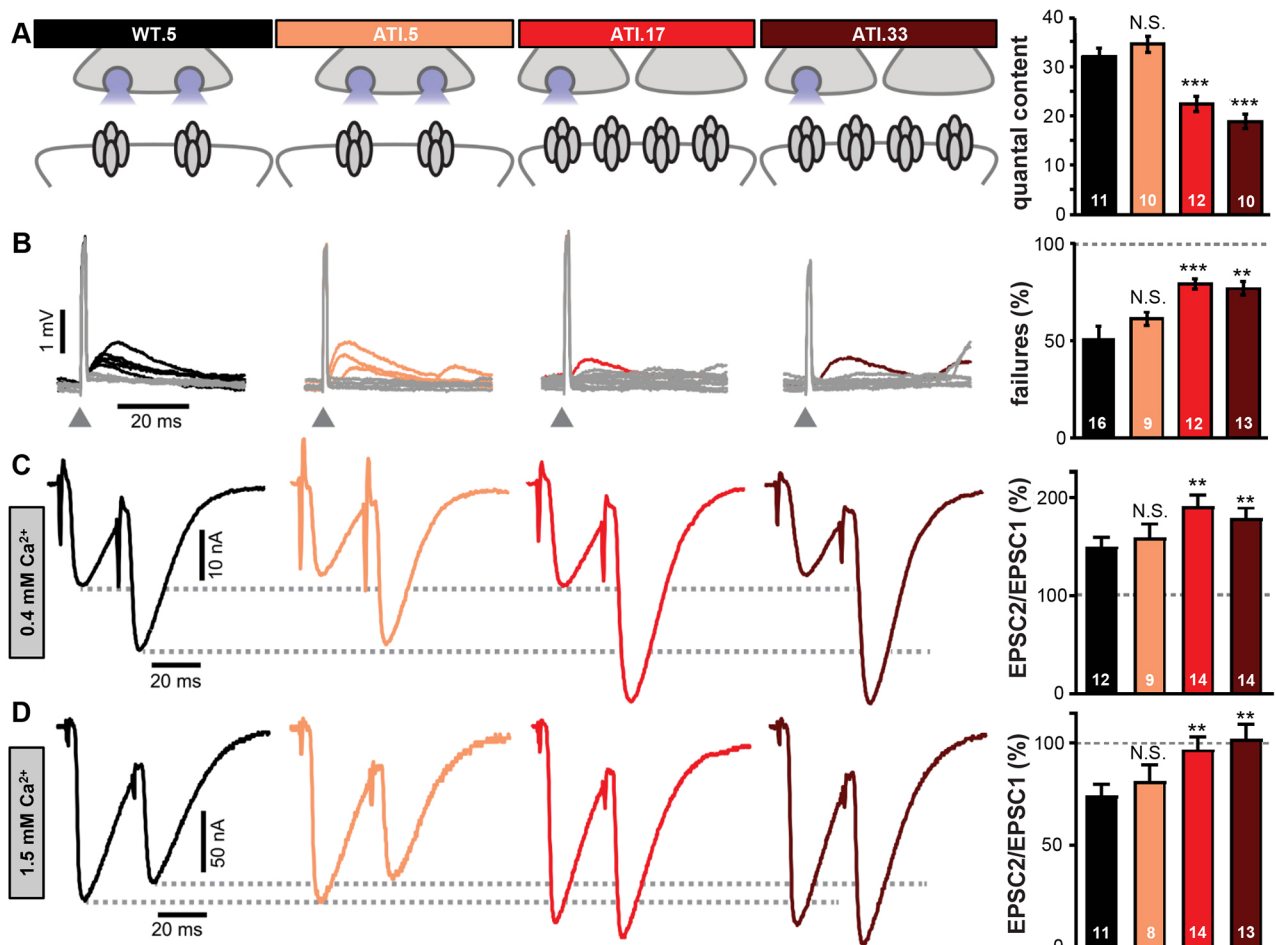 A
WT.5 ATI.5 ATI.17 ATI.33
quantal content
40
30
20
10
0
N.S. *** ***
11 10 12 10
B
1 mV
20 ms
failures (%)
100
50
0
N.S. *** **
16 9 12 13
C
0.4 mM Ca²⁺
10 nA
20 ms
EPSC2/EPSC1 (%)
200
100
0
N.S. ** **
12 9 14 14
D
1.5 mM Ca²⁺
50 nA
20 ms
EPSC2/EPSC1 (%)
100
50
0
N.S. ** **
11 8 14 13